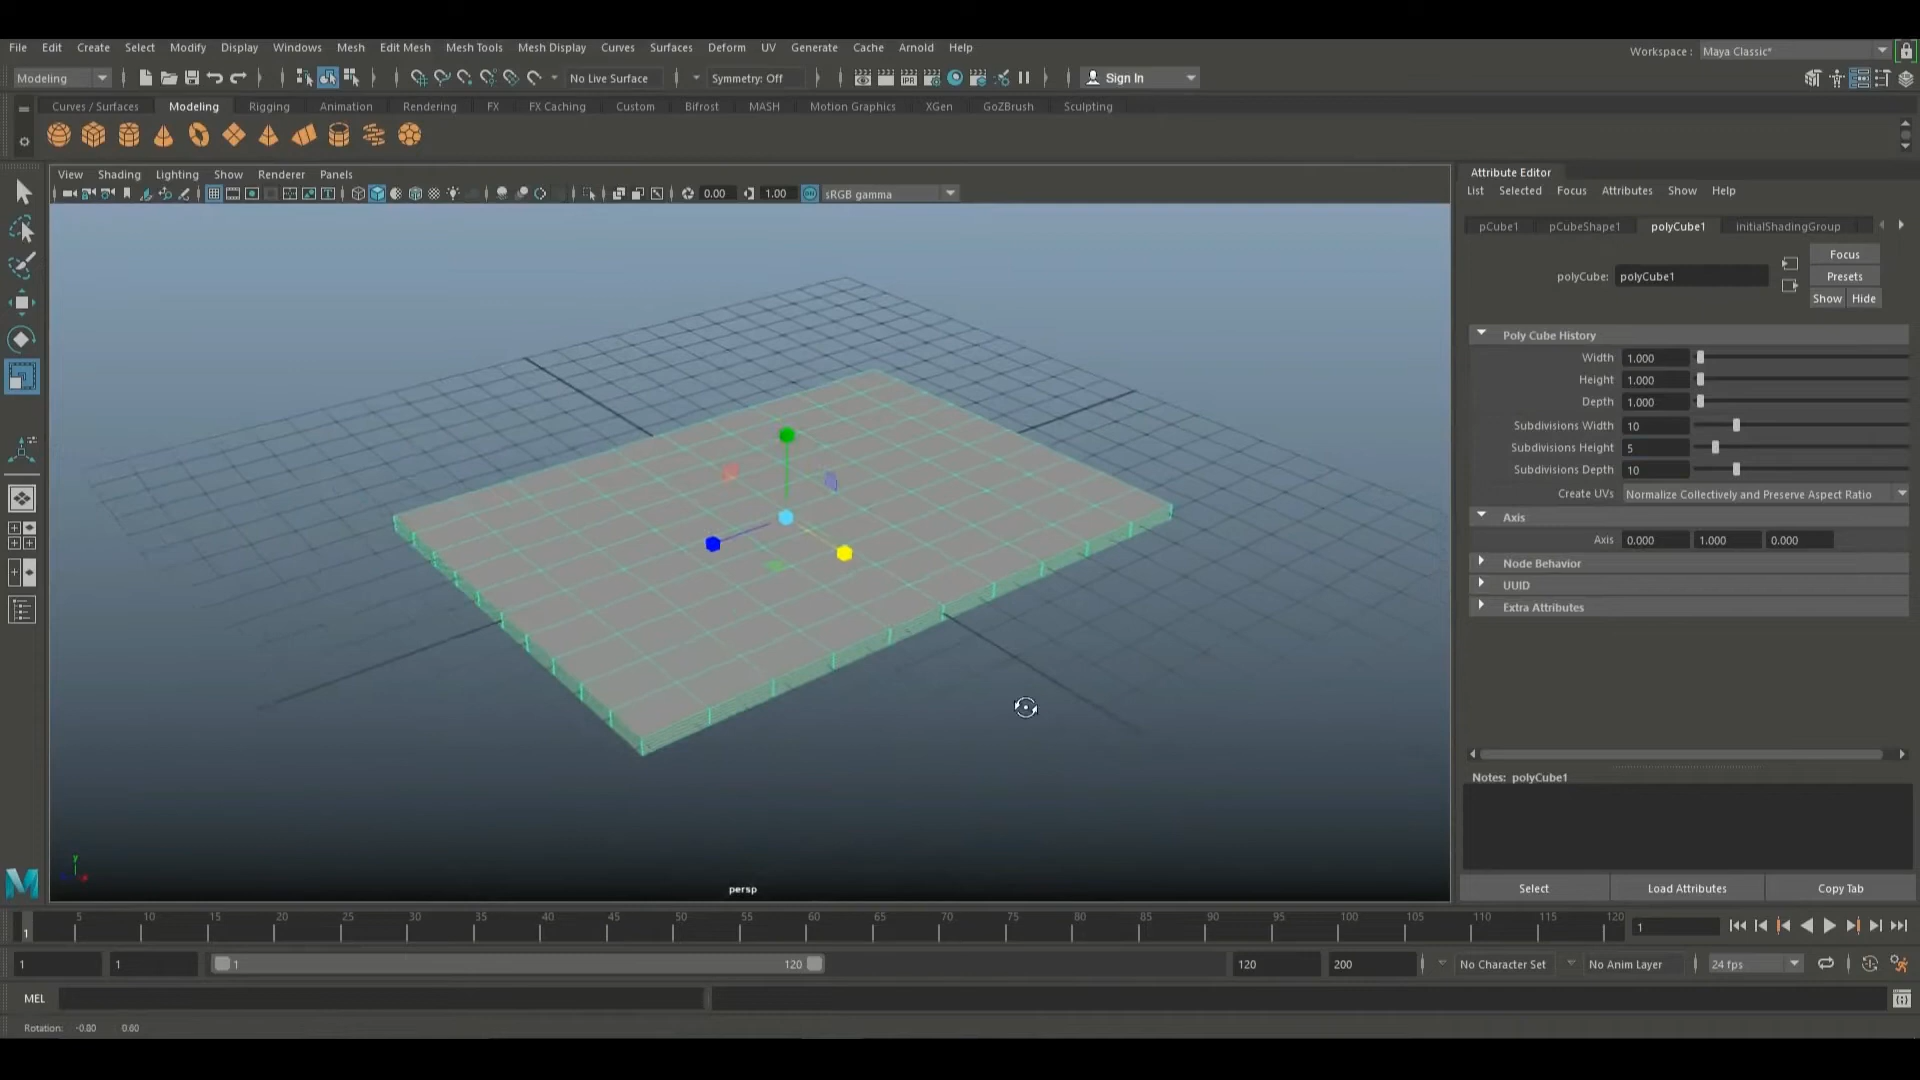 File Edit Create Select Modify Display Windows Mesh Edit Mesh Mesh Tools Mesh Display Curves Surfaces Deform UV Generate Cache Arnold Help
Workspace : Maya Classic*
Modeling No Live Surface Symmetry: Off Sign In
Curves / Surfaces Modeling Rigging Animation Rendering FX FX Caching Custom Bifrost MASH Motion Graphics XGen GoZBrush Sculpting
View Shading Lighting Show Renderer Panels
0.00 1.00 sRGB gamma
persp
Attribute Editor
List Selected Focus Attributes Show Help
pCube1 pCubeShape1 polyCube1 initialShadingGroup
Focus
polyCube: polyCube1 Presets
Show Hide
Poly Cube History
Width 1.000
Height 1.000
Depth 1.000
Subdivisions Width 10
Subdivisions Height 5
Subdivisions Depth 10
Create UVs Normalize Collectively and Preserve Aspect Ratio
Axis
Axis 0.000 1.000 0.000
Node Behavior
UUID
Extra Attributes
Notes: polyCube1
Select Load Attributes Copy Tab
5 10 15 20 25 30 35 40 45 50 55 60 65 70 75 80 85 90 95 100 105 110 115 120
1 1
1 1 1 120 120 200 No Character Set No Anim Layer 24 fps
MEL
Rotation: -0.80 0.60